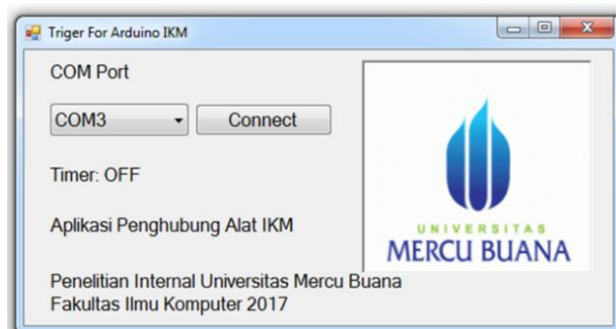 Triger For Arduino IKM
COM Port
COM3
Connect
Timer: OFF
Aplikasi Penghubung Alat IKM
UNIVERSITAS
MERCU BUANA
Penelitian Internal Universitas Mercu Buana
Fakultas Ilmu Komputer 2017